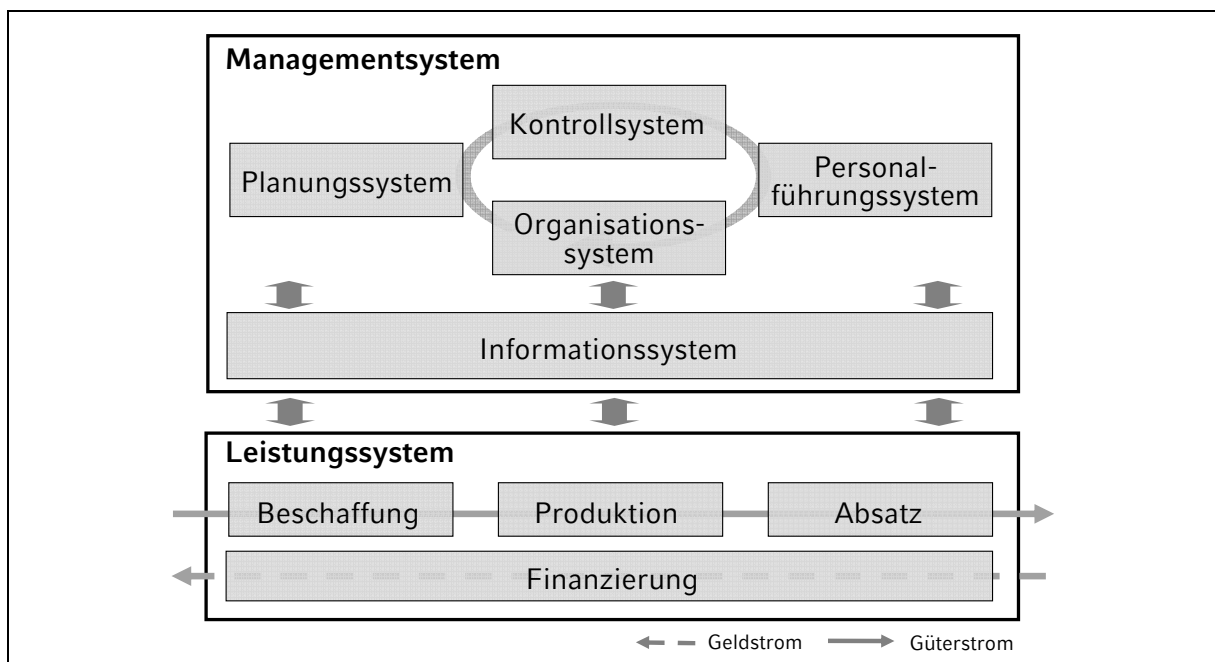 Managementsystem
Kontrollsystem
Planungssystem
Personal-
führungssystem
Organisations-
system
Informationssystem
Leistungssystem
Beschaffung
Produktion
Absatz
Finanzierung
Geldstrom
Güterstrom